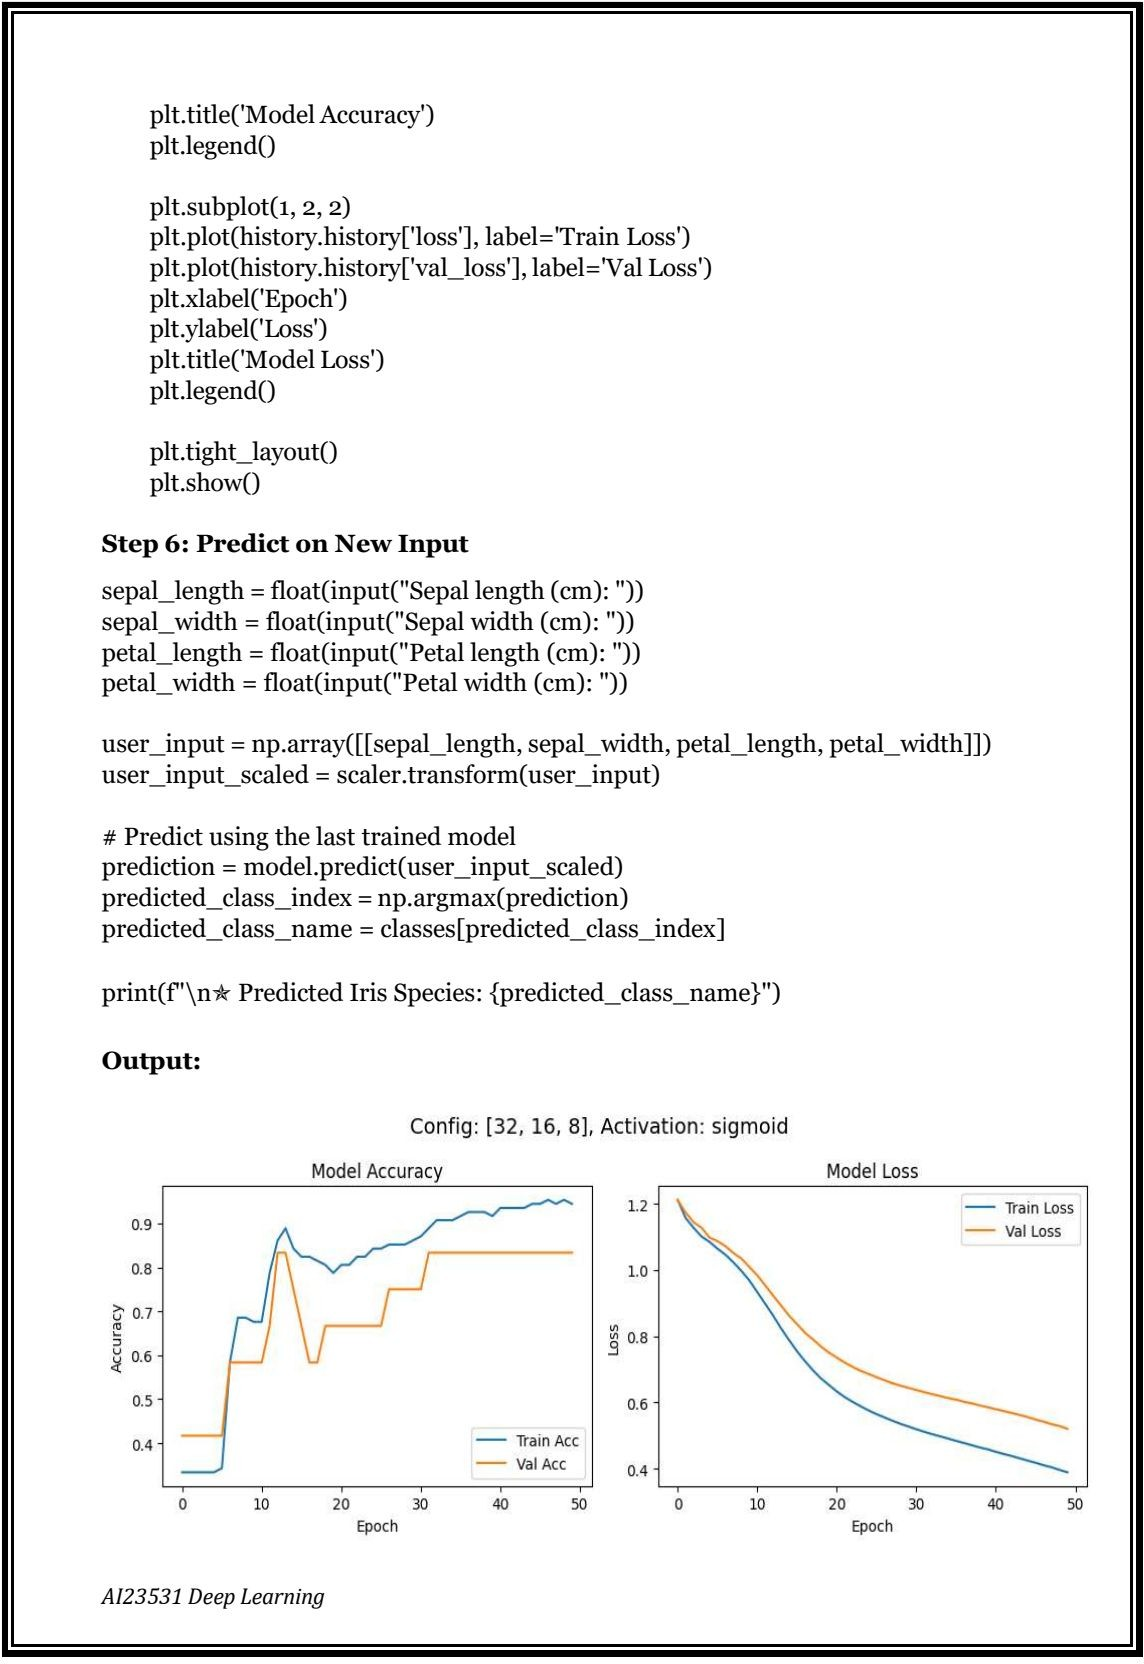 plt.title('Model Accuracy')
plt.legend()
plt.subplot(1, 2, 2)
plt.plot(history.history['loss'], label='Train Loss')
plt.plot(history.history['val_loss'], label='Val Loss')
plt.xlabel('Epoch')
plt.ylabel('Loss')
plt.title('Model Loss')
plt.legend()
plt.tight_layout()
plt.show()
Step 6: Predict on New Input
sepal_length = float(input("Sepal length (cm): "))
sepal_width = float(input("Sepal width (cm): "))
petal_length = float(input("Petal length (cm): "))
petal_width = float(input("Petal width (cm): "))
user_input = np.array([[sepal_length, sepal_width, petal_length, petal_width]])
user_input_scaled = scaler.transform(user_input)
# Predict using the last trained model
prediction = model.predict(user_input_scaled)
predicted_class_index = np.argmax(prediction)
predicted_class_name = classes[predicted_class_index]
print(f"\n✯ Predicted Iris Species: {predicted_class_name}")
Output:
Config: [32, 16, 8], Activation: sigmoid
Model Accuracy
0.9
0.8
0.7
0.6
0.5
0.4
Accuracy
Train Acc
Val Acc
0 10 20 30 40 50
Epoch
Model Loss
1.2
1.0
0.8
0.6
0.4
Loss
Train Loss
Val Loss
0 10 20 30 40 50
Epoch
AI23531 Deep Learning